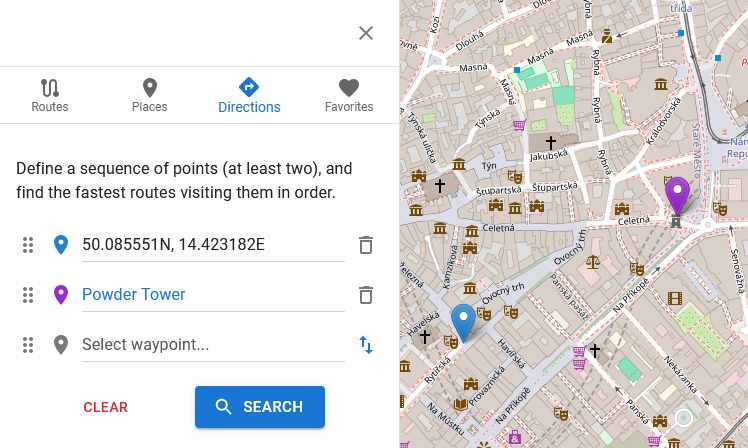 Routes
Places
Directions
Favorites
Define a sequence of points (at least two), and
find the fastest routes visiting them in order.
50.085551N, 14.423182E
Powder Tower
Select waypoint...
CLEAR
SEARCH
třída
Kozí
Dlouhá
Dlouhá
Rybná
Masná
Masná
Masná
Rybná
Týnská
Týnská ulička
Rybná
Jakubská
Králodvorská
Staré Město
Týn
Štupartská
Štupartská
Celetná
Celetná
Ovocný trh
Kamzíková
Železná
Ovocný trh
Panská pasáž
Na Příkopě
Senovážná
Havelská
Havířská
Rytířská
Provaznická
Na Můstku
Na Příkopě
Nekázanka
Panská